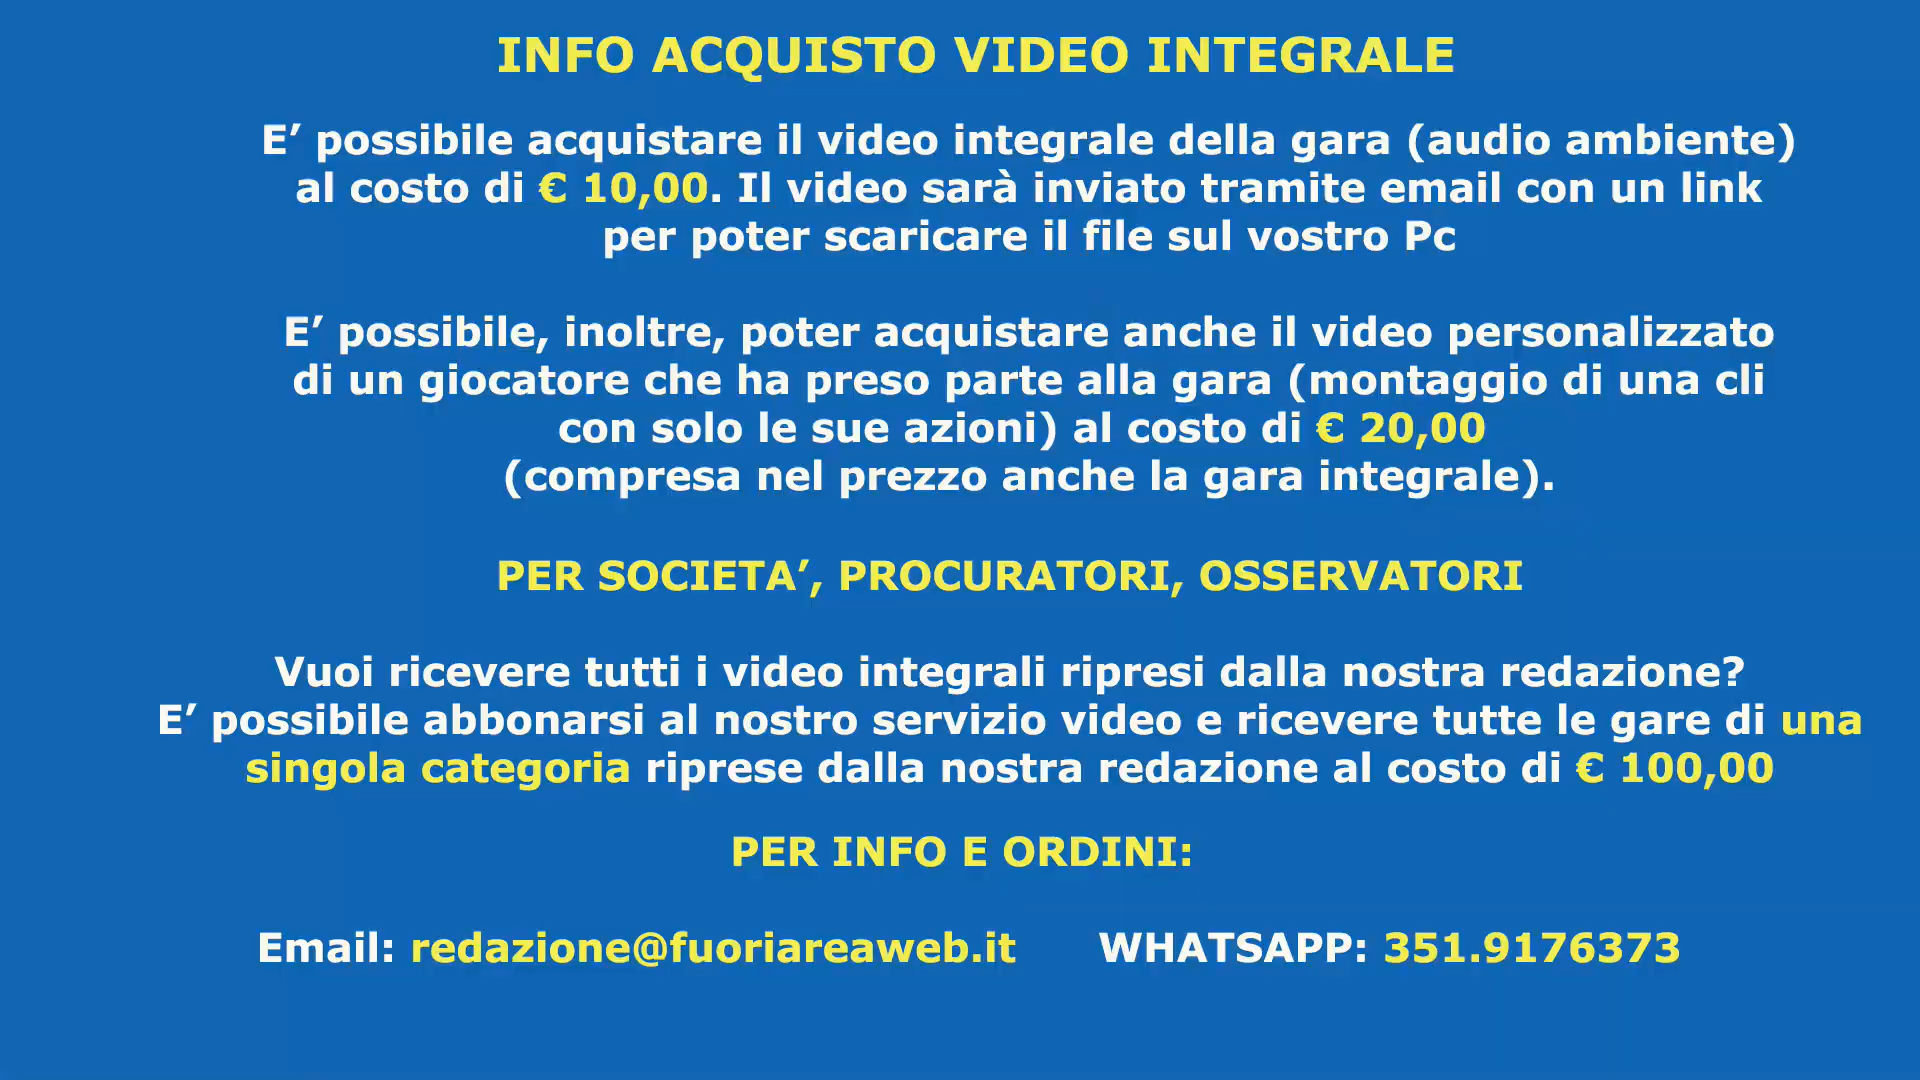 INFO ACQUISTO VIDEO INTEGRALE
E’ possibile acquistare il video integrale della gara (audio ambiente)
al costo di € 10,00. Il video sarà inviato tramite email con un link
per poter scaricare il file sul vostro Pc
E’ possibile, inoltre, poter acquistare anche il video personalizzato
di un giocatore che ha preso parte alla gara (montaggio di una cli
con solo le sue azioni) al costo di € 20,00
(compresa nel prezzo anche la gara integrale).
PER SOCIETA’, PROCURATORI, OSSERVATORI
Vuoi ricevere tutti i video integrali ripresi dalla nostra redazione?
E’ possibile abbonarsi al nostro servizio video e ricevere tutte le gare di una
singola categoria riprese dalla nostra redazione al costo di € 100,00
PER INFO E ORDINI:
Email: redazione@fuoriareaweb.it WHATSAPP: 351.9176373